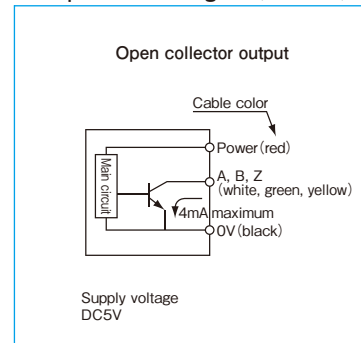 Open collector output
Cable color
Power(red)
Main circuit
A, B, Z
(white, green, yellow)
4mA maximum
0V(black)
Supply voltage
DC5V